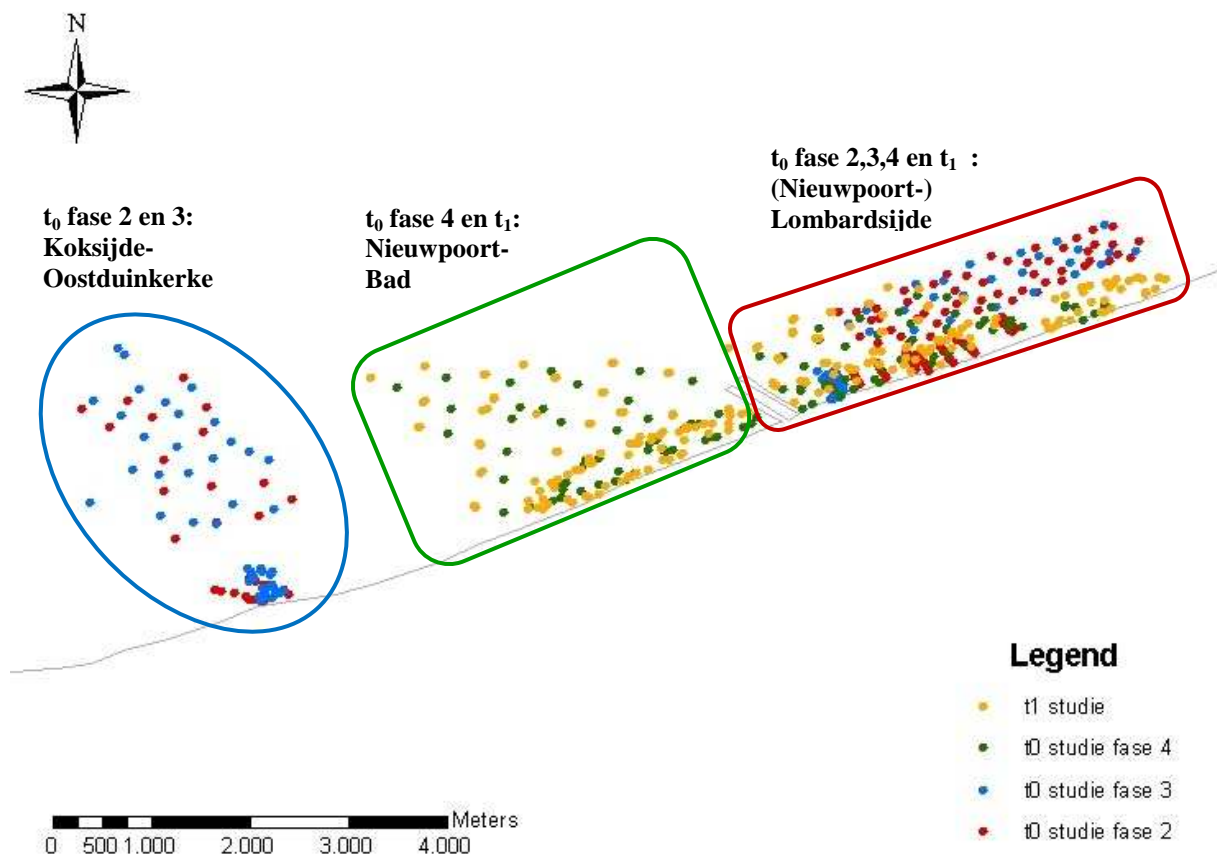 N
t₀ fase 2,3,4 en t₁ :
(Nieuwpoort-)
Lombardsijde
t₀ fase 2 en 3:
Koksijde-
Oostduinkerke
t₀ fase 4 en t₁:
Nieuwpoort-
Bad
Legend
t1 studie
t0 studie fase 4
t0 studie fase 3
t0 studie fase 2
Meters
0 500 1.000 2.000 3.000 4.000